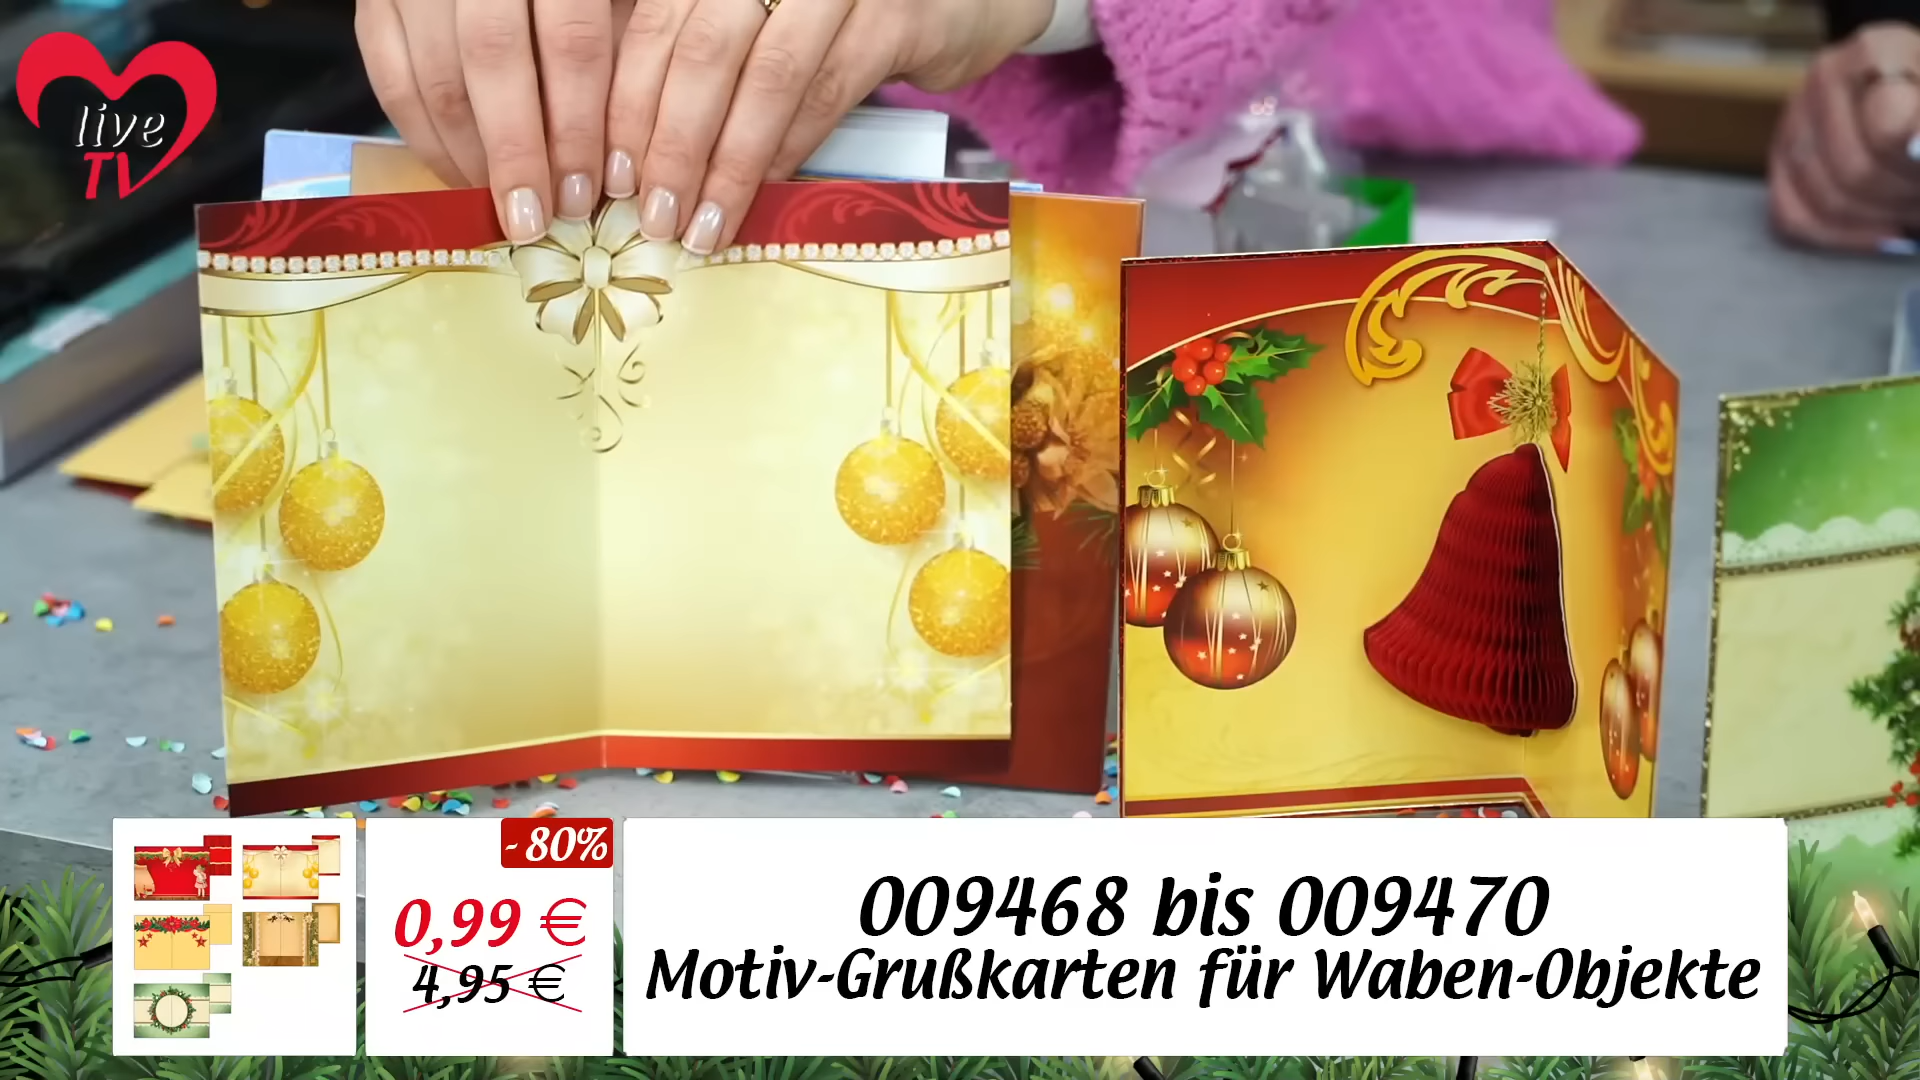 live
TV
- 80%
0,99 €
4,95 €
009468 bis 009470
Motiv-Grußkarten für Waben-Objekte